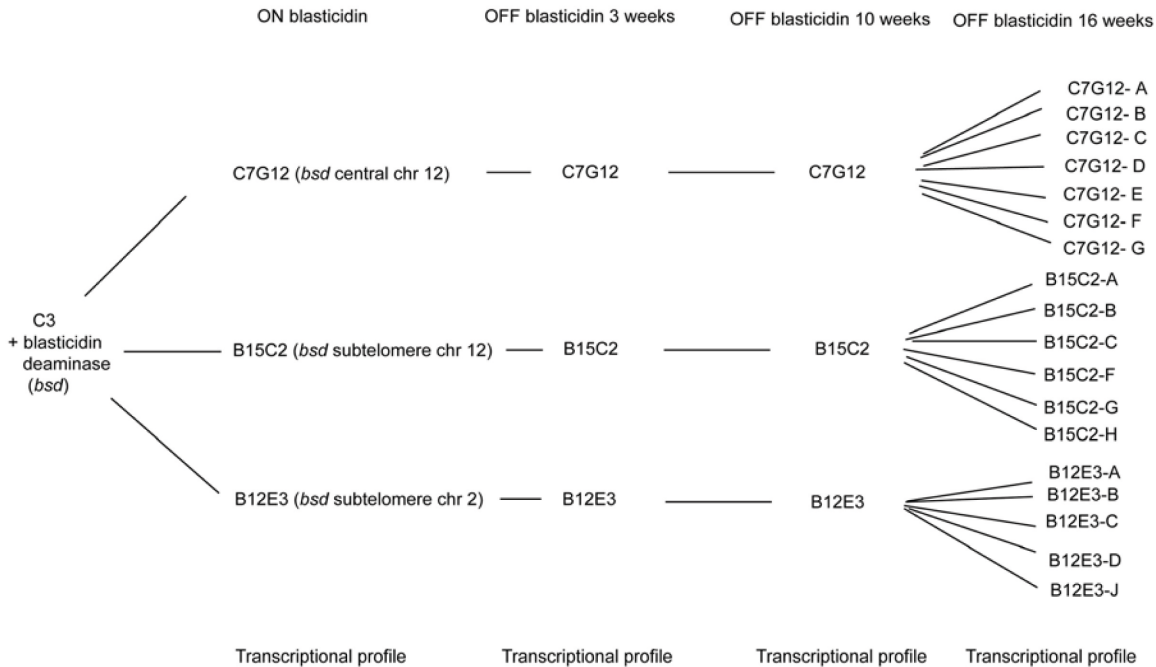 ON blasticidin
OFF blasticidin 3 weeks
OFF blasticidin 10 weeks
OFF blasticidin 16 weeks
C3
+ blasticidin
deaminase
(bsd)
C7G12 (bsd central chr 12)
C7G12
C7G12
C7G12- A
C7G12- B
C7G12- C
C7G12- D
C7G12- E
C7G12- F
C7G12- G
B15C2 (bsd subtelomere chr 12)
B15C2
B15C2
B15C2-A
B15C2-B
B15C2-C
B15C2-F
B15C2-G
B15C2-H
B12E3 (bsd subtelomere chr 2)
B12E3
B12E3
B12E3-A
B12E3-B
B12E3-C
B12E3-D
B12E3-J
Transcriptional profile
Transcriptional profile
Transcriptional profile
Transcriptional profile